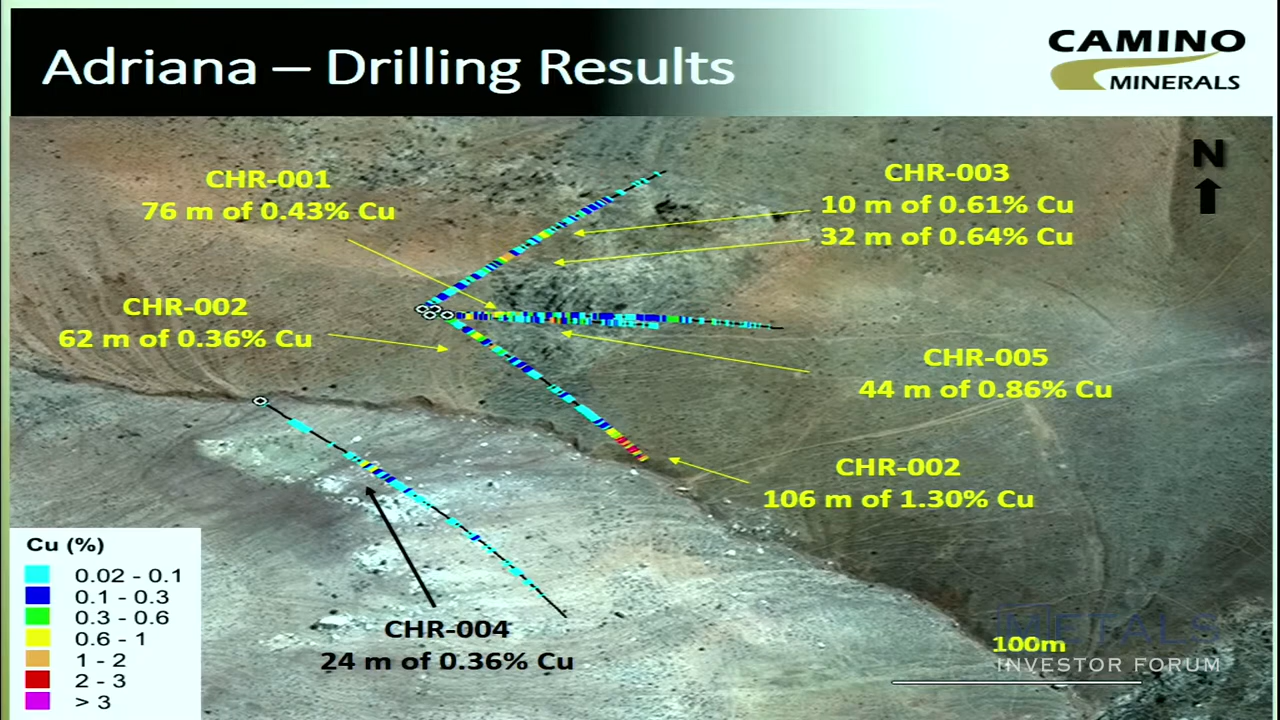 Adriana – Drilling Results
CAMINO
MINERALS
N
CHR-001
76 m of 0.43% Cu
CHR-003
10 m of 0.61% Cu
32 m of 0.64% Cu
CHR-002
62 m of 0.36% Cu
CHR-005
44 m of 0.86% Cu
CHR-002
106 m of 1.30% Cu
CHR-004
24 m of 0.36% Cu
Cu (%)
0.02 - 0.1
0.1 - 0.3
0.3 - 0.6
0.6 - 1
1 - 2
2 - 3
> 3
100m
METALS
INVESTOR FORUM